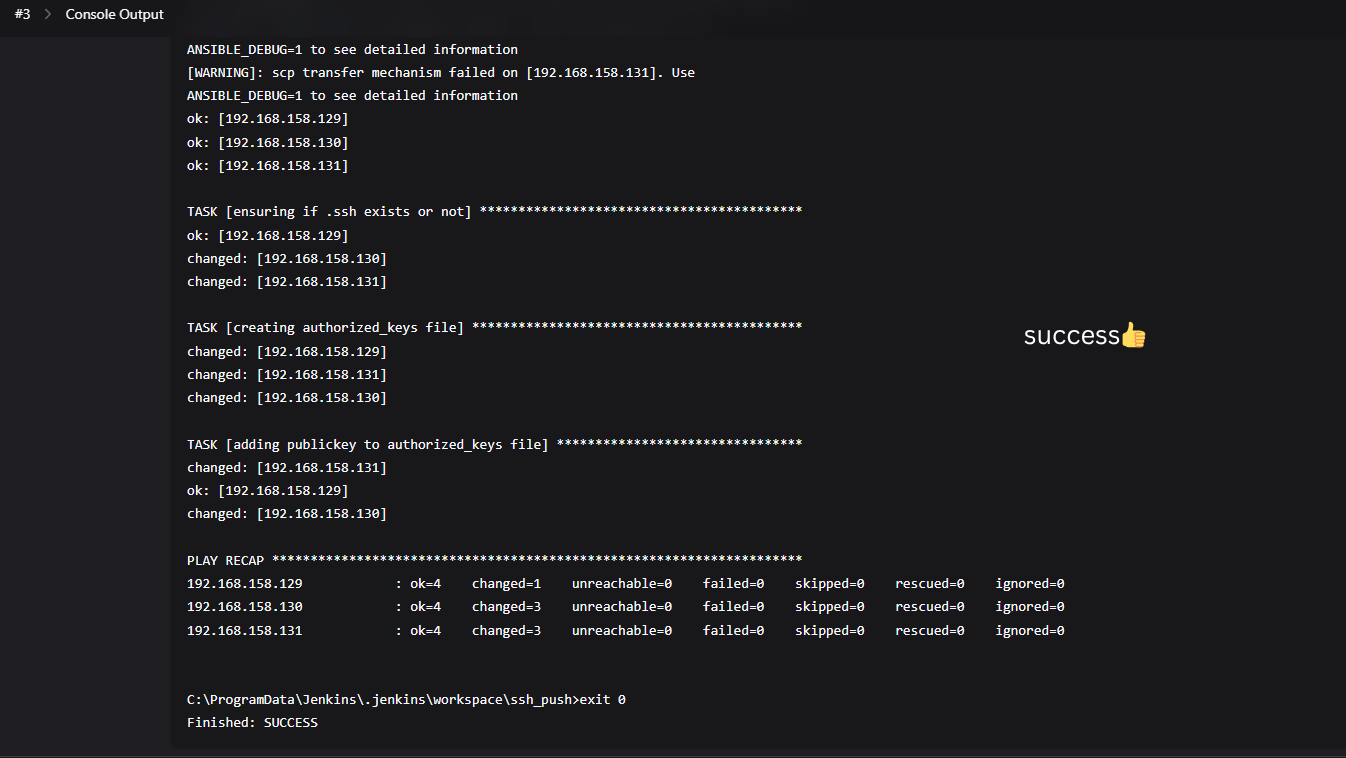 #3 > Console Output
ANSIBLE_DEBUG=1 to see detailed information
[WARNING]: scp transfer mechanism failed on [192.168.158.131]. Use
ANSIBLE_DEBUG=1 to see detailed information
ok: [192.168.158.129]
ok: [192.168.158.130]
ok: [192.168.158.131]
TASK [ensuring if .ssh exists or not] ******************************************
ok: [192.168.158.129]
changed: [192.168.158.130]
changed: [192.168.158.131]
TASK [creating authorized_keys file] *******************************************
changed: [192.168.158.129]
changed: [192.168.158.131]
changed: [192.168.158.130]
success👍
TASK [adding publickey to authorized_keys file] ********************************
changed: [192.168.158.131]
ok: [192.168.158.129]
changed: [192.168.158.130]
PLAY RECAP *********************************************************************
192.168.158.129            : ok=4    changed=1    unreachable=0    failed=0    skipped=0    rescued=0    ignored=0
192.168.158.130            : ok=4    changed=3    unreachable=0    failed=0    skipped=0    rescued=0    ignored=0
192.168.158.131            : ok=4    changed=3    unreachable=0    failed=0    skipped=0    rescued=0    ignored=0
C:\ProgramData\Jenkins\.jenkins\workspace\ssh_push>exit 0
Finished: SUCCESS